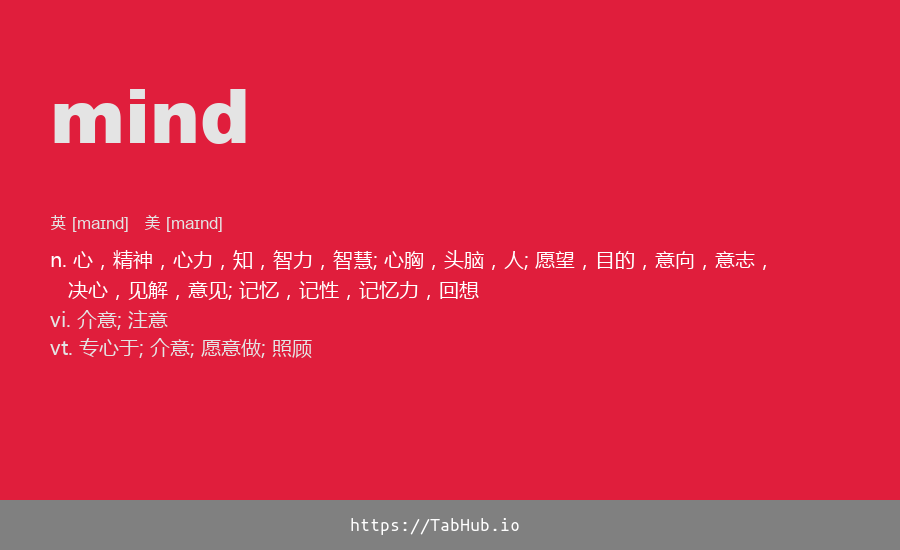 mind
英 [maɪnd] 美 [maɪnd]
n. 心，精神，心力，知，智力，智慧; 心胸，头脑，人; 愿望，目的，意向，意志，
决心，见解，意见; 记忆，记性，记忆力，回想
vi. 介意; 注意
vt. 专心于; 介意; 愿意做; 照顾
https://TabHub.io